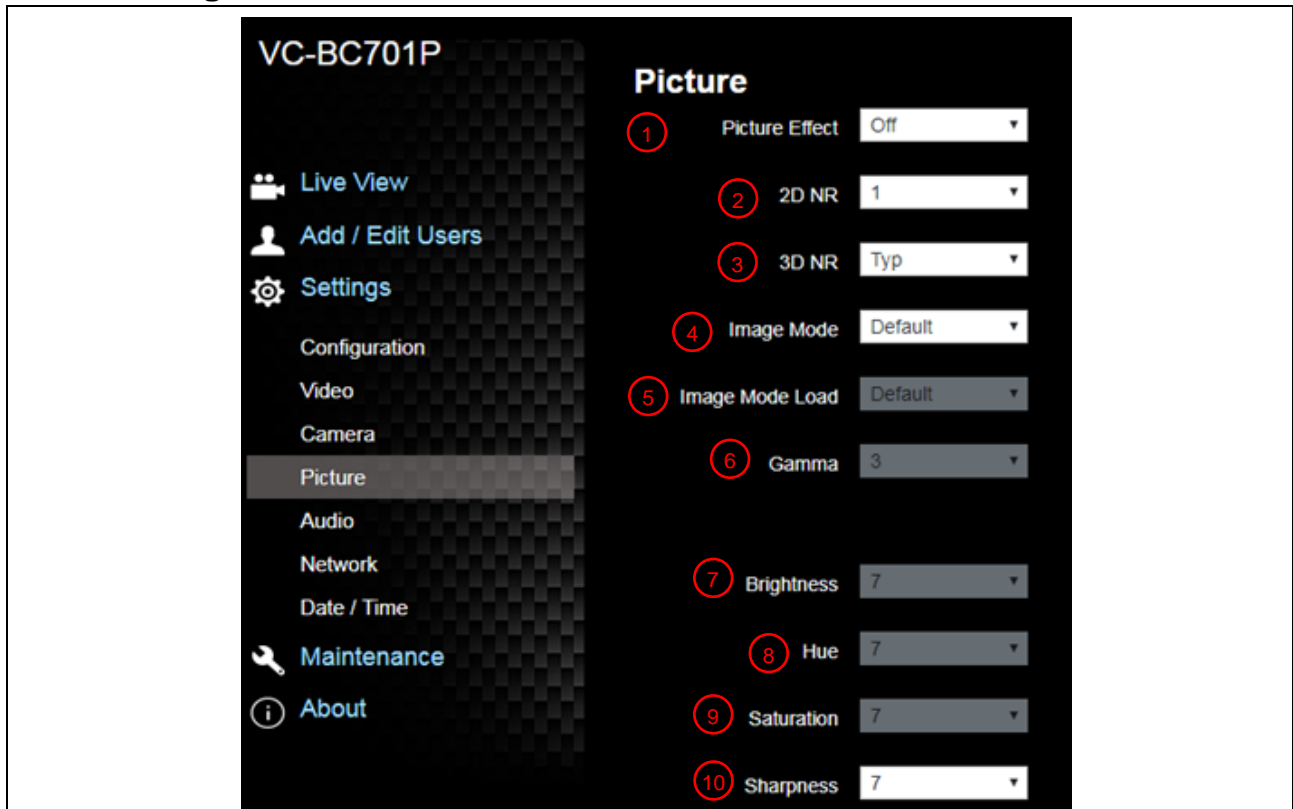 VC-BC701P
Live View
Add / Edit Users
Settings
Configuration
Video
Camera
Picture
Audio
Network
Date / Time
Maintenance
About
Picture
1 Picture Effect Off
2 2D NR 1
3 3D NR Typ
4 Image Mode Default
5 Image Mode Load Default
6 Gamma 3
7 Brightness 7
8 Hue 7
9 Saturation 7
10 Sharpness 7